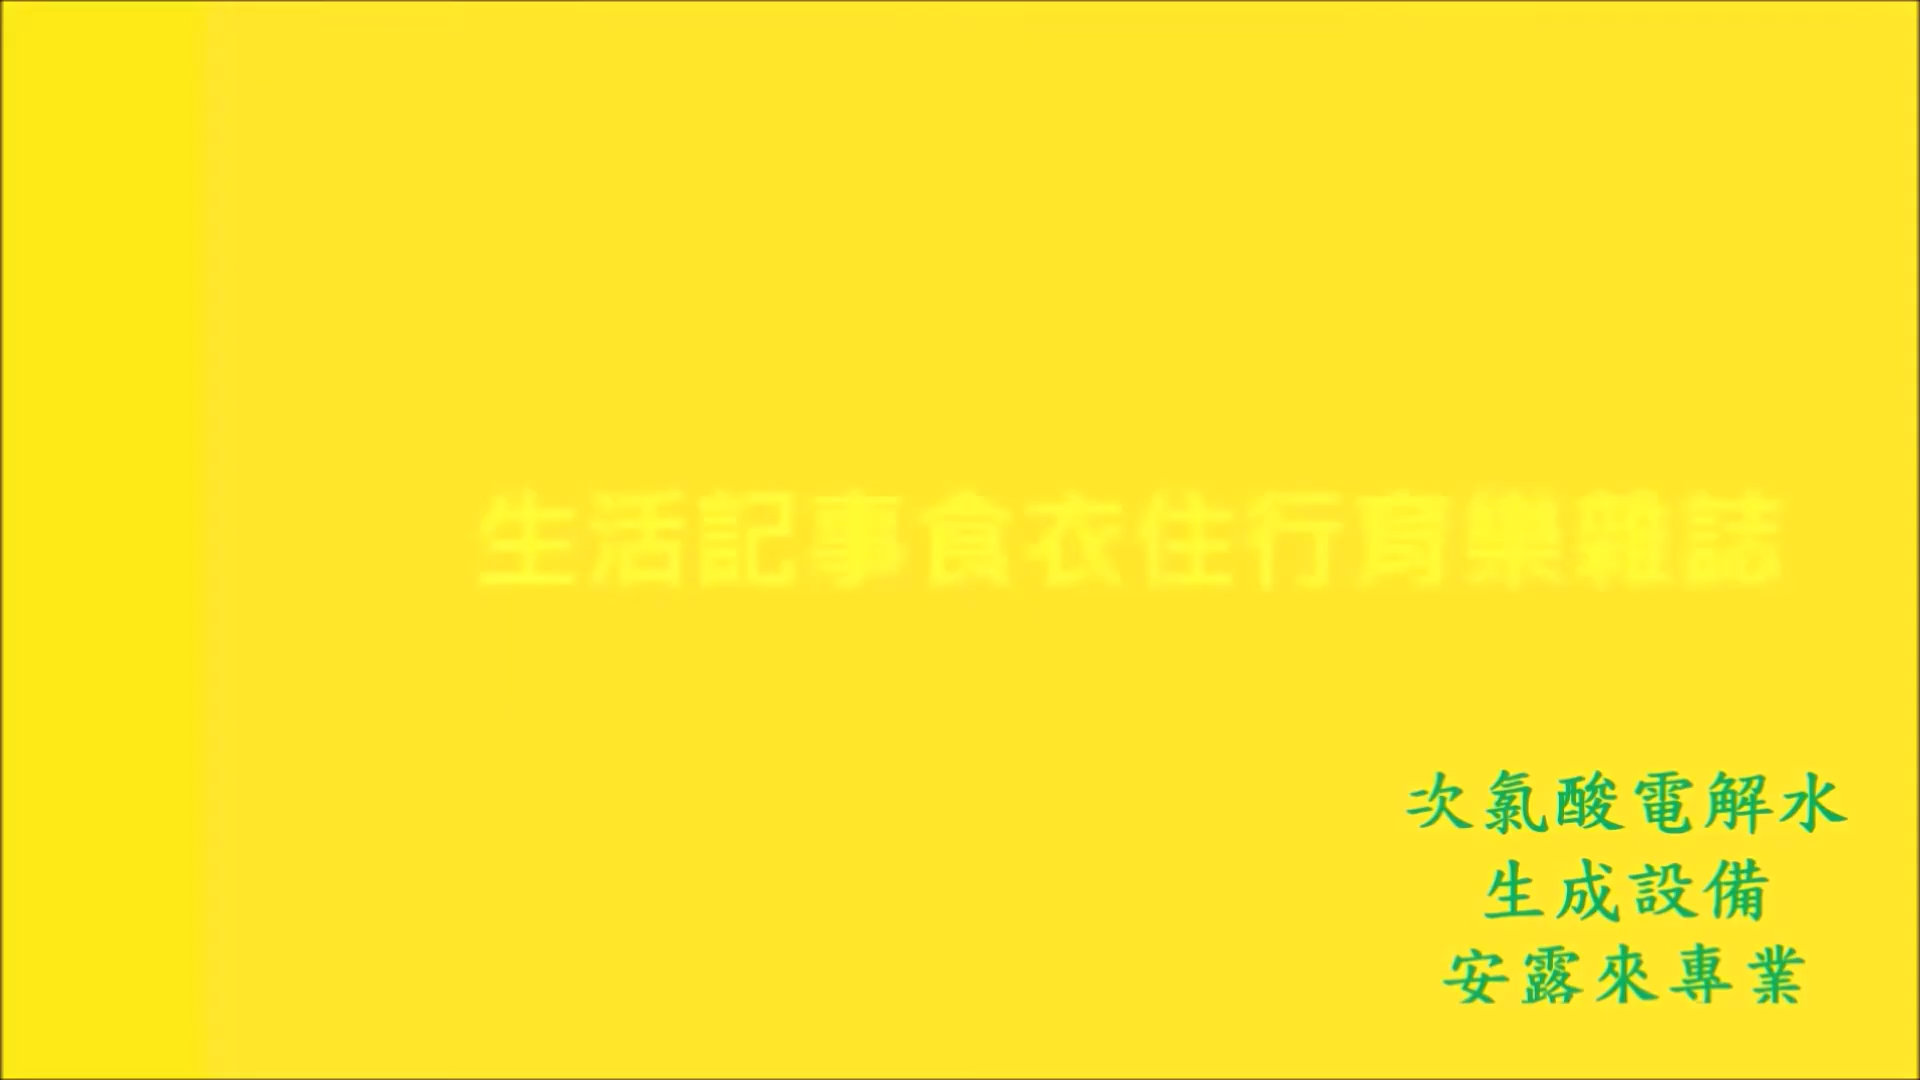 生活記事食衣住行育樂雜誌
次氯酸電解水
生成設備
安露來專業